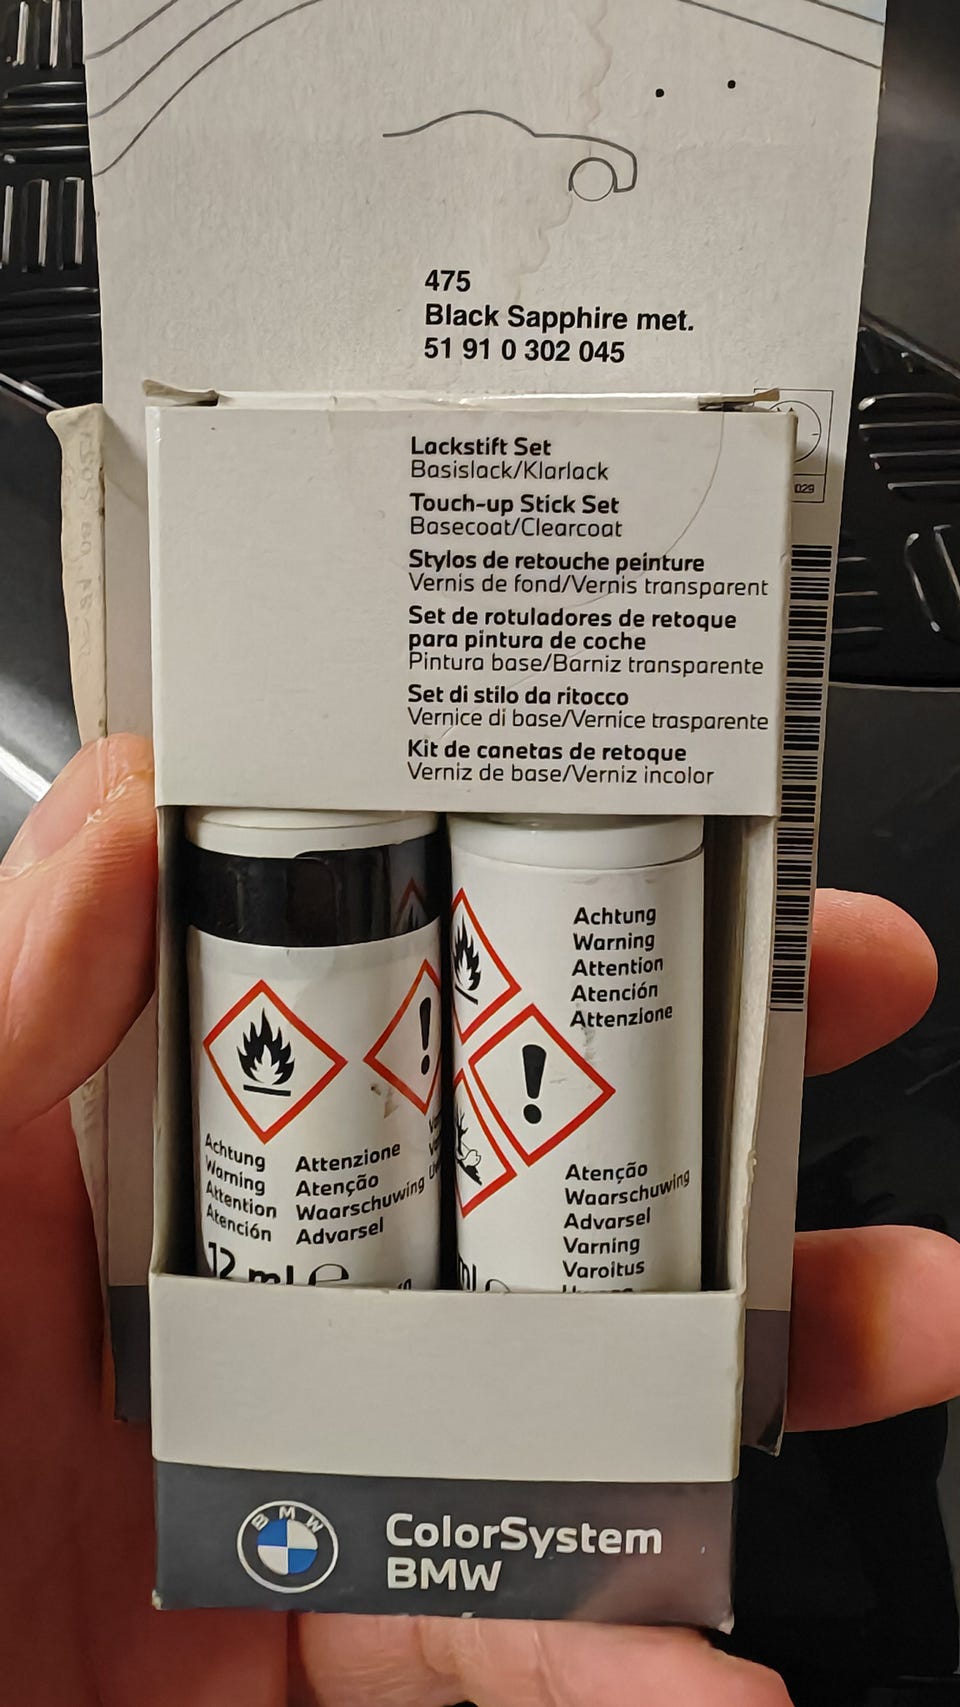 475
Black Sapphire met.
51 91 0 302 045
Lackstift Set
Basislack/Klarlack
Touch-up Stick Set
Basecoat/Clearcoat
Stylos de retouche peinture
Vernis de fond/Vernis transparent
Set de rotuladores de retoque
para pintura de coche
Pintura base/Barniz transparente
Set di stilo da ritocco
Vernice di base/Vernice trasparente
Kit de canetas de retoque
Verniz de base/Verniz incolor
Achtung
Warning
Attention
Atención
Attenzione
Achtung
Warning
Attention
Atención
Attenzione
Atenção
Waarschuwing
Advarsel
12 ml e
Atenção
Waarschuwing
Advarsel
Varning
Varoitus
BMW
ColorSystem
BMW